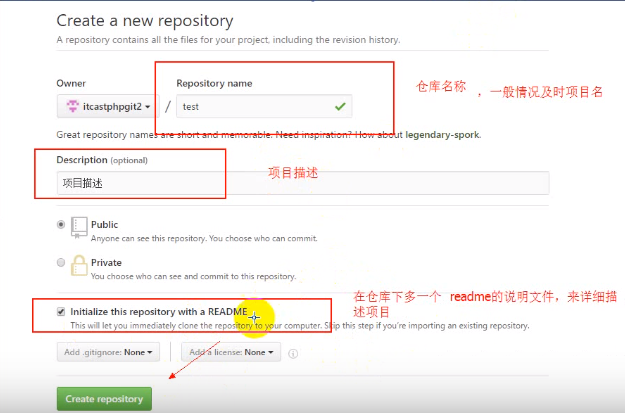 Create a new repository
A repository contains all the files for your project, including the revision history.
Owner
Repository name
itcastphpgit2
/
test
仓库名称 ,一般情况及时项目名
Great repository names are short and memorable. Need inspiration? How about legendary-spork.
Description (optional)
项目描述
项目描述
Public
Anyone can see this repository. You choose who can commit.
Private
You choose who can see and commit to this repository.
在仓库下多一个 readme的说明文件，来详细描
述项目
Initialize this repository with a README
This will let you immediately clone the repository to your computer. Skip this step if you're importing an existing repository.
Add .gitignore: None
Add a license: None
Create repository